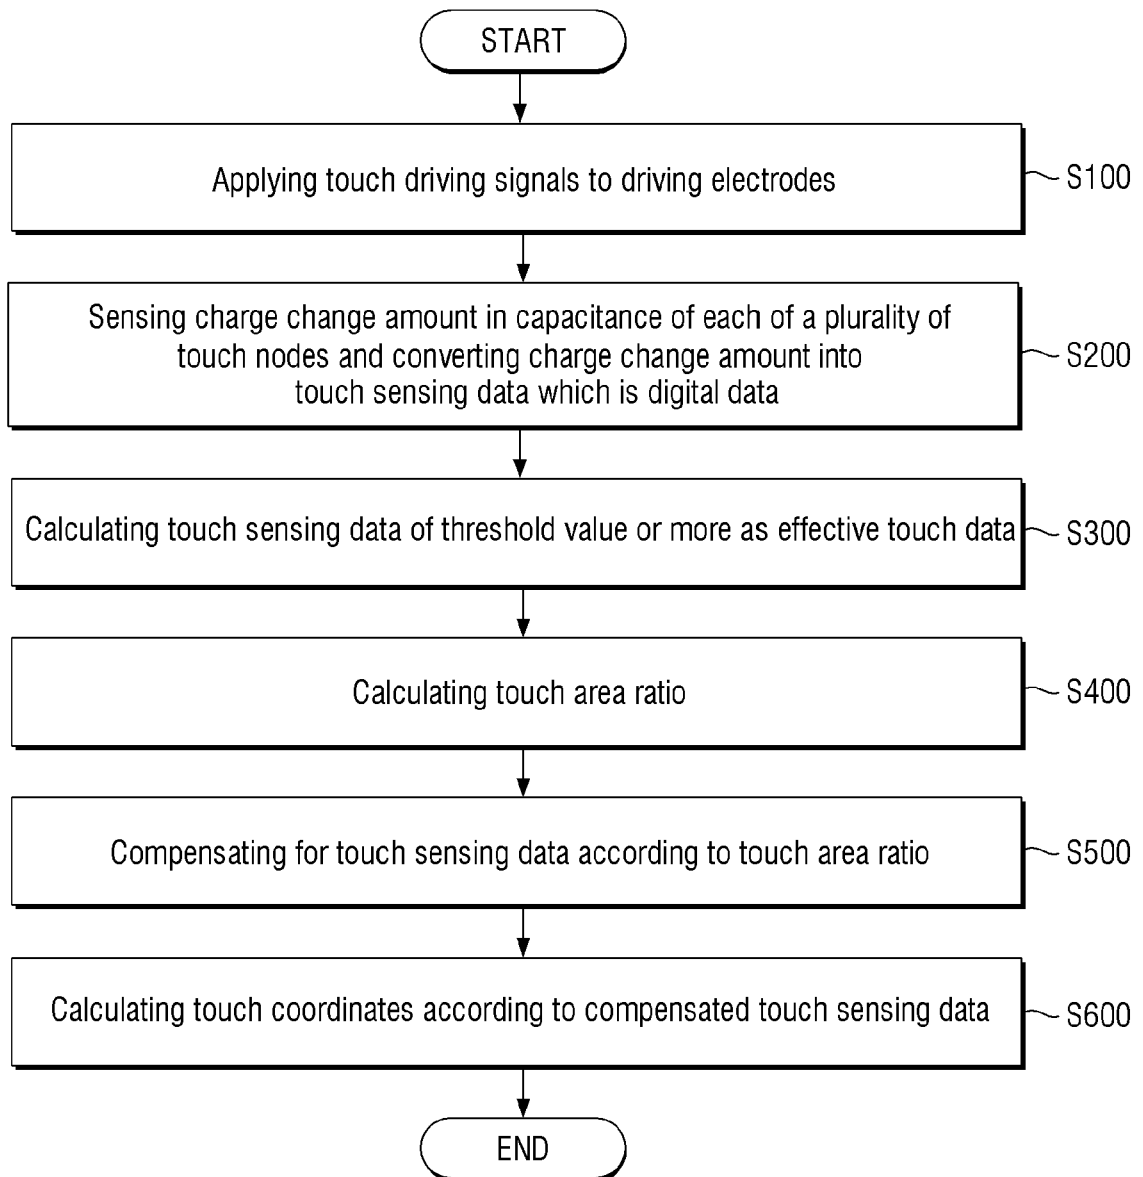 START
Applying touch driving signals to driving electrodes
S100
Sensing charge change amount in capacitance of each of a plurality of
touch nodes and converting charge change amount into
touch sensing data which is digital data
S200
Calculating touch sensing data of threshold value or more as effective touch data
S300
Calculating touch area ratio
S400
Compensating for touch sensing data according to touch area ratio
S500
Calculating touch coordinates according to compensated touch sensing data
S600
END